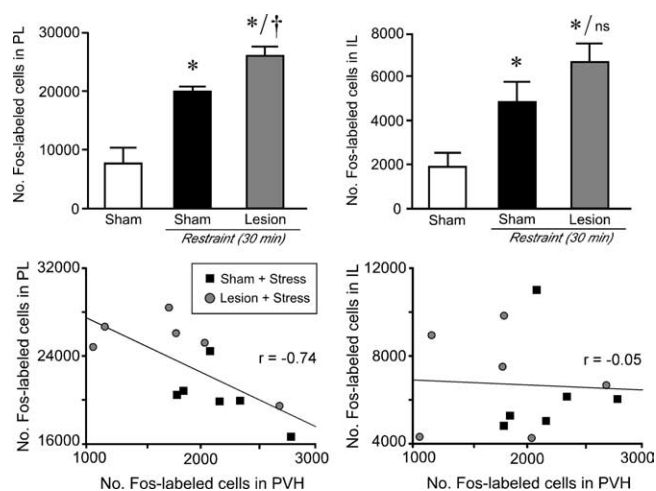 No. Fos-labeled cells in PL
30000
20000
10000
0
*
*/†
Sham
Sham
Lesion
Restraint (30 min)
No. Fos-labeled cells in IL
8000
6000
4000
2000
0
*
*/ns
Sham
Sham
Lesion
Restraint (30 min)
No. Fos-labeled cells in PL
32000
24000
16000
Sham + Stress
Lesion + Stress
r = -0.74
1000
2000
3000
No. Fos-labeled cells in PVH
No. Fos-labeled cells in IL
12000
8000
4000
r = -0.05
1000
2000
3000
No. Fos-labeled cells in PVH